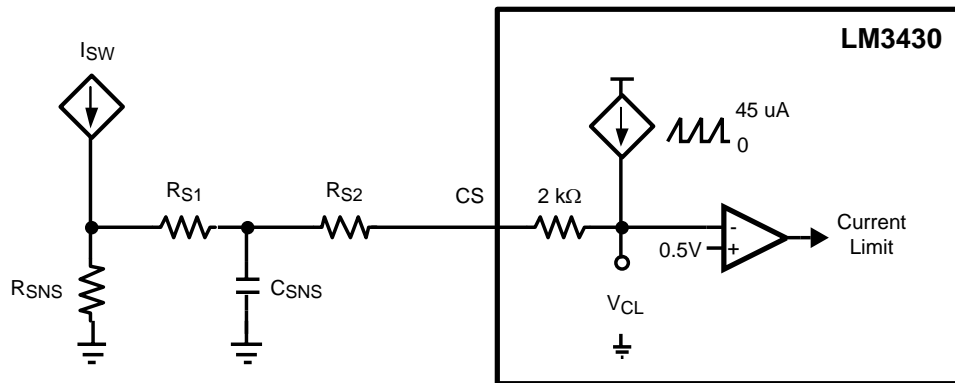 LM3430
ISW
45 uA
0
RS1
RS2
CS
2 kΩ
-
+
0.5V
Current
Limit
RSNS
CSNS
VCL